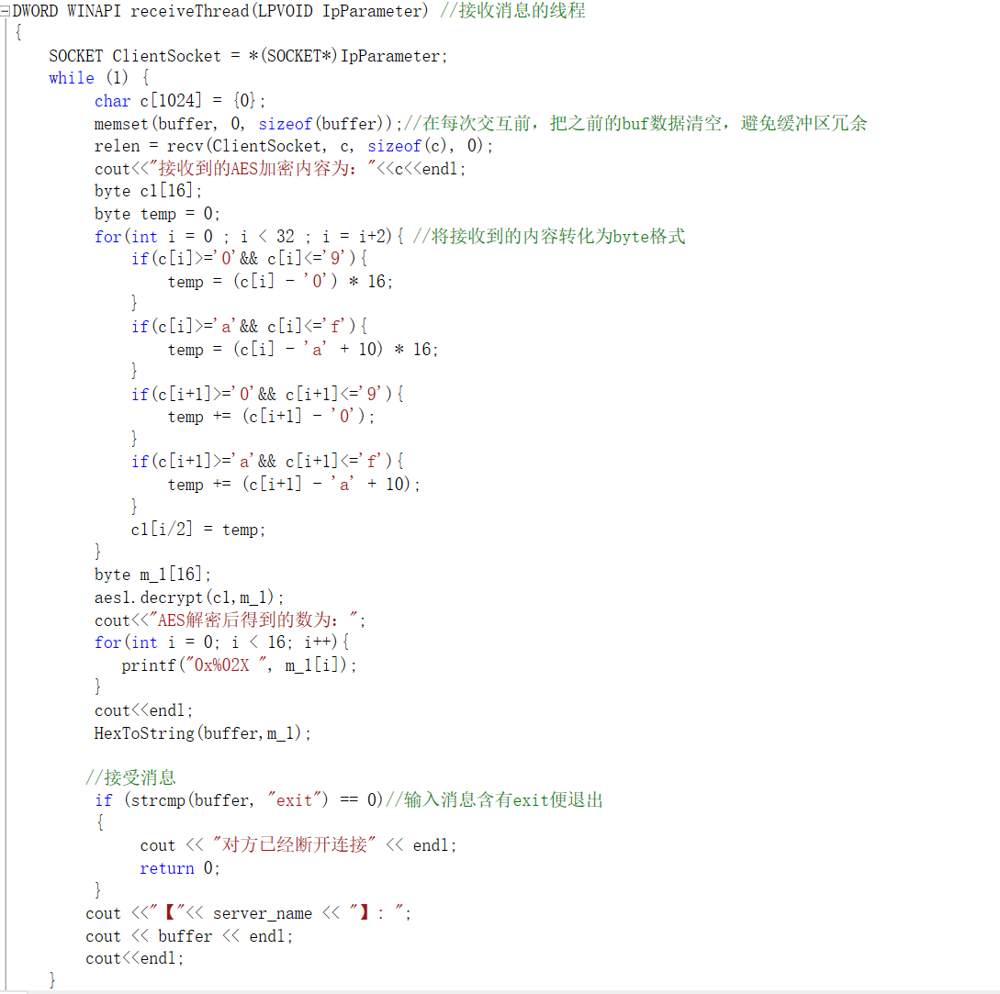 DWORD WINAPI receiveThread(LPVOID IpParameter) //接收消息的线程
{
    SOCKET ClientSocket = *(SOCKET*)IpParameter;
    while (1) {
         char c[1024] = {0};
         memset(buffer, 0, sizeof(buffer));//在每次交互前，把之前的buf数据清空，避免缓冲区冗余
         relen = recv(ClientSocket, c, sizeof(c), 0);
         cout<<"接收到的AES加密内容为："<<c<<endl;
         byte c1[16];
         byte temp = 0;
         for(int i = 0 ; i < 32 ; i = i+2){ //将接收到的内容转化为byte格式
             if(c[i]>='0'&& c[i]<='9'){
                 temp = (c[i] - '0') * 16;
             }
             if(c[i]>='a'&& c[i]<='f'){
                 temp = (c[i] - 'a' + 10) * 16;
             }
             if(c[i+1]>='0'&& c[i+1]<='9'){
                 temp += (c[i+1] - '0');
             }
             if(c[i+1]>='a'&& c[i+1]<='f'){
                 temp += (c[i+1] - 'a' + 10);
             }
             c1[i/2] = temp;
         }
         byte m_1[16];
         aes1.decrypt(c1,m_1);
         cout<<"AES解密后得到的数为：";
         for(int i = 0; i < 16; i++){
            printf("0x%02X ", m_1[i]);
         }
         cout<<endl;
         HexToString(buffer,m_1);

        //接受消息
         if (strcmp(buffer, "exit") == 0)//输入消息含有exit便退出
         {
              cout << "对方已经断开连接" << endl;
              return 0;
         }
        cout <<"【"<< server_name << "】: ";
        cout << buffer << endl;
        cout<<endl;
    }